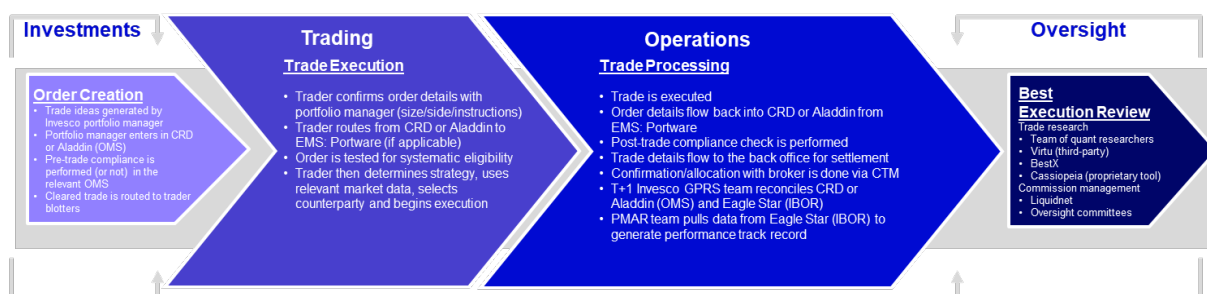 Investments
Order Creation
• Trade ideas generated by
Invesco portfolio manager
• Portfolio manager enters in CRD
or Aladdin (OMS)
• Pre-trade compliance is
performed (or not) in the
relevant OMS
• Cleared trade is routed to trader
blotters
Trading
Trade Execution
• Trader confirms order details with
portfolio manager (size/side/instructions)
• Trader routes from CRD or Aladdin to
EMS: Portware (if applicable)
• Order is tested for systematic eligibility
• Trader then determines strategy, uses
relevant market data, selects
counterparty and begins execution
Operations
Trade Processing
• Trade is executed
• Order details flow back into CRD or Aladdin from
EMS: Portware
• Post-trade compliance check is performed
• Trade details flow to the back office for settlement
• Confirmation/allocation with broker is done via CTM
• T+1 Invesco GPRS team reconciles CRD or
Aladdin (OMS) and Eagle Star (IBOR)
• PMAR team pulls data from Eagle Star (IBOR) to
generate performance track record
Oversight
Best
Execution Review
Trade research
• Team of quant researchers
• Virtu (third-party)
• BestX
• Cassiopeia (proprietary tool)
Commission management
• Liquidnet
• Oversight committees